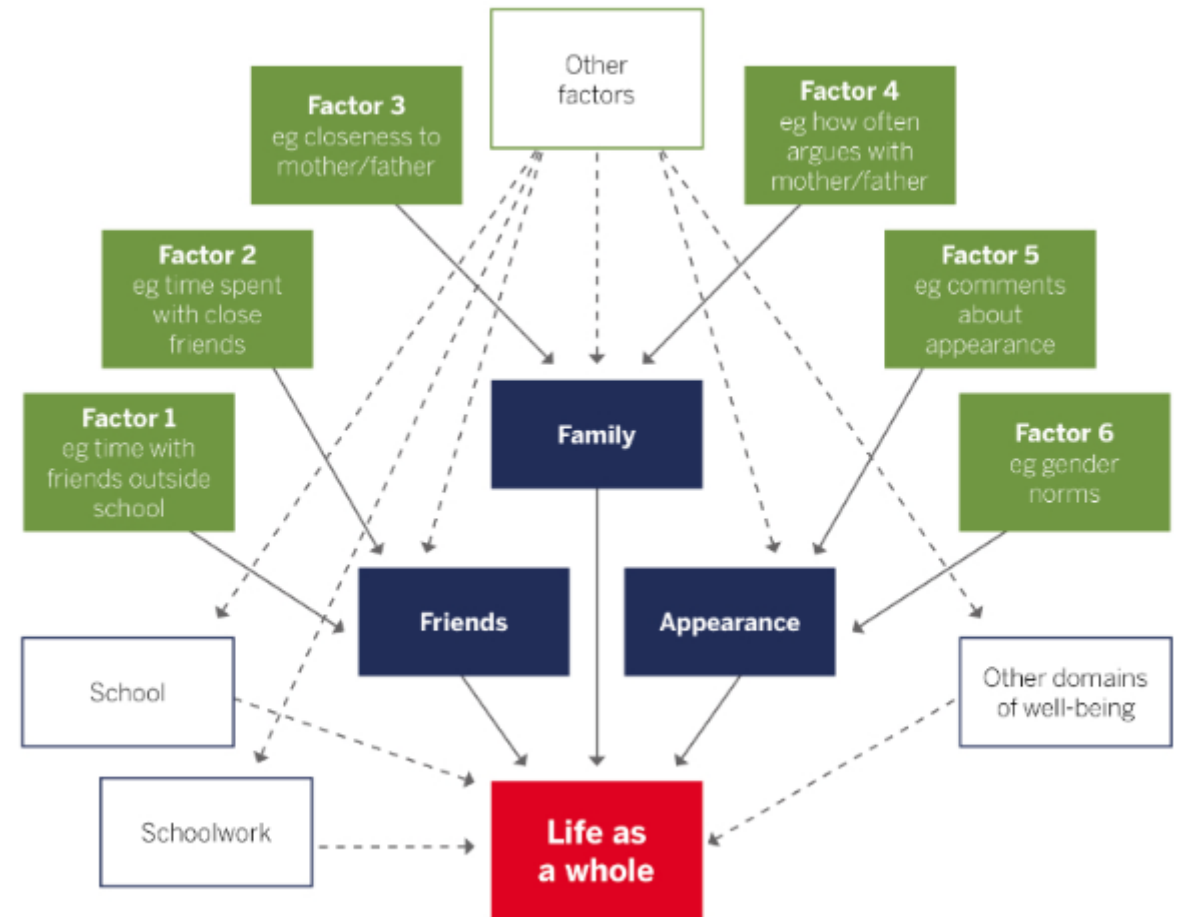 Other
factors
Factor 3
eg closeness to
mother/father
Factor 4
eg how often
argues with
mother/father
Factor 2
eg time spent
with close
friends
Factor 5
eg comments
about
appearance
Factor 1
eg time with
friends outside
school
Family
Factor 6
eg gender
norms
Friends
Appearance
School
Other domains
of well-being
Schoolwork
Life as
a whole